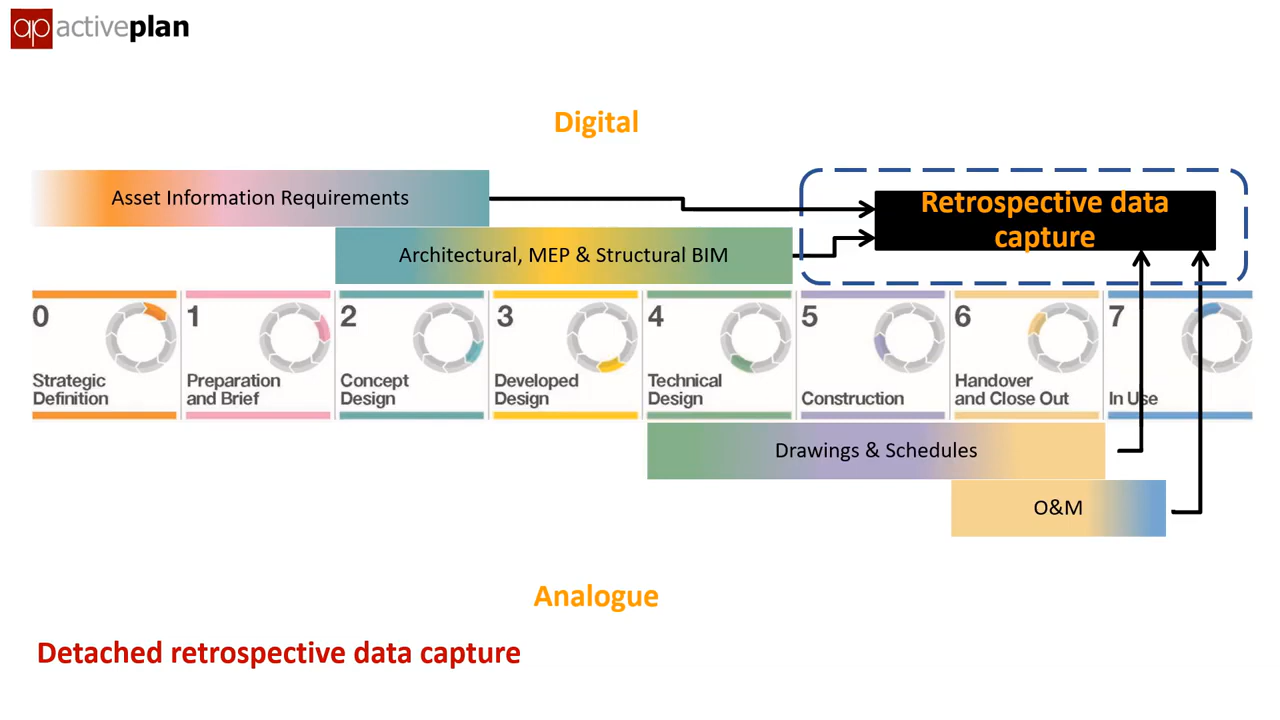 ap activeplan
Digital
Asset Information Requirements
Retrospective data
capture
Architectural, MEP & Structural BIM
0
1
2
3
4
5
6
7
Strategic
Definition
Preparation
and Brief
Concept
Design
Developed
Design
Technical
Design
Construction
Handover
and Close Out
In Use
Drawings & Schedules
O&M
Analogue
Detached retrospective data capture